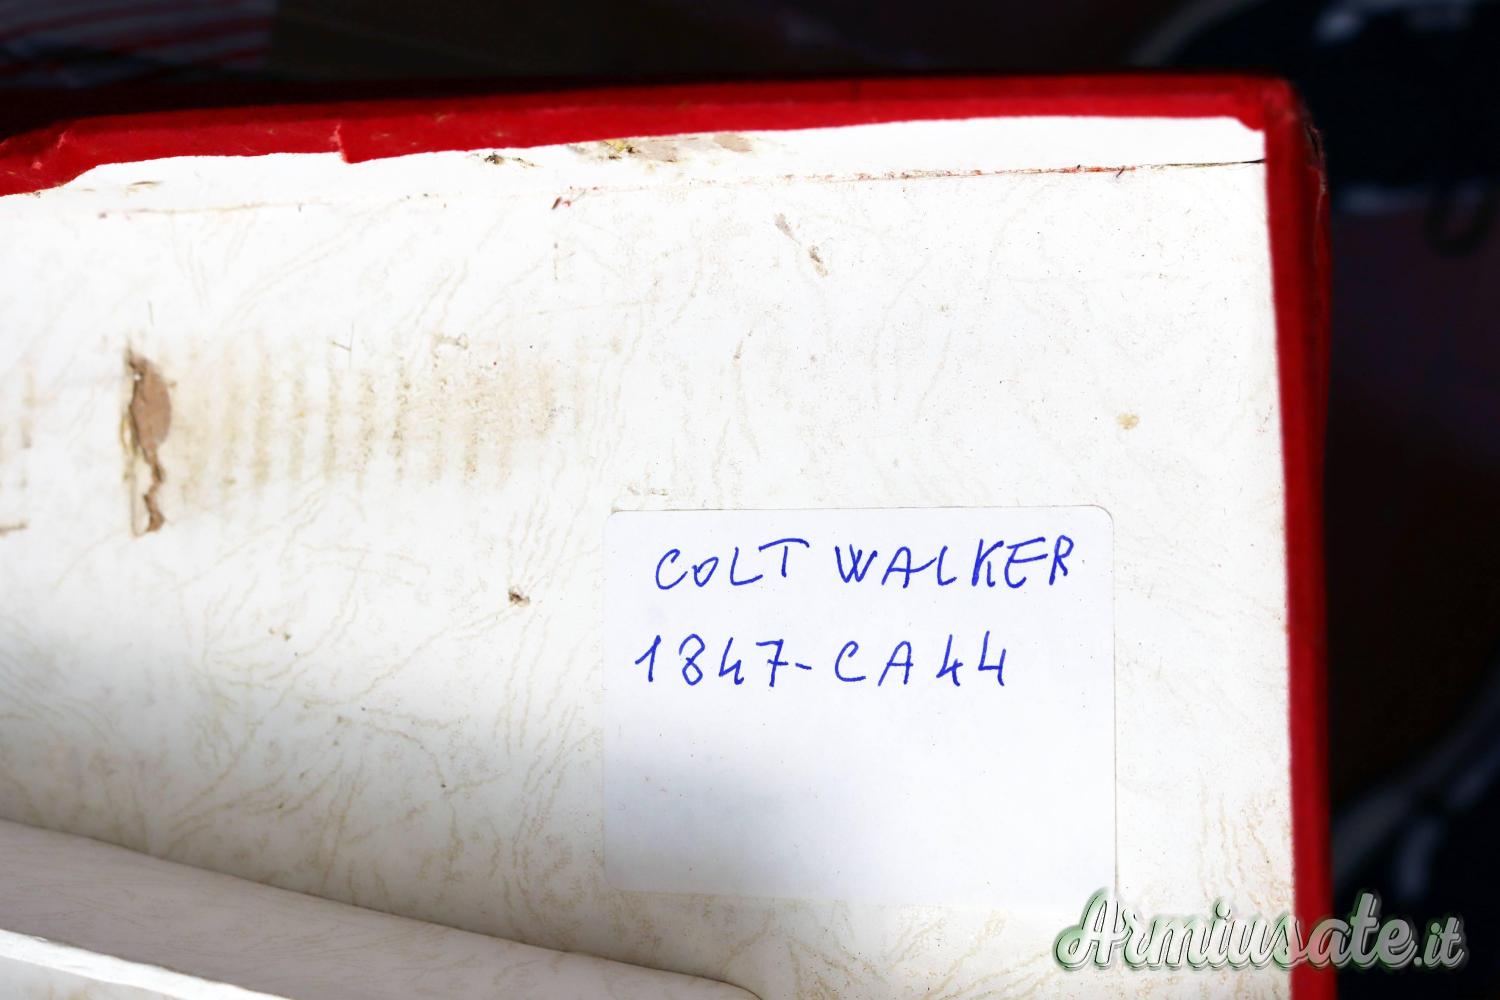 COLT WALKER
1847-CA44
Armiusate.it